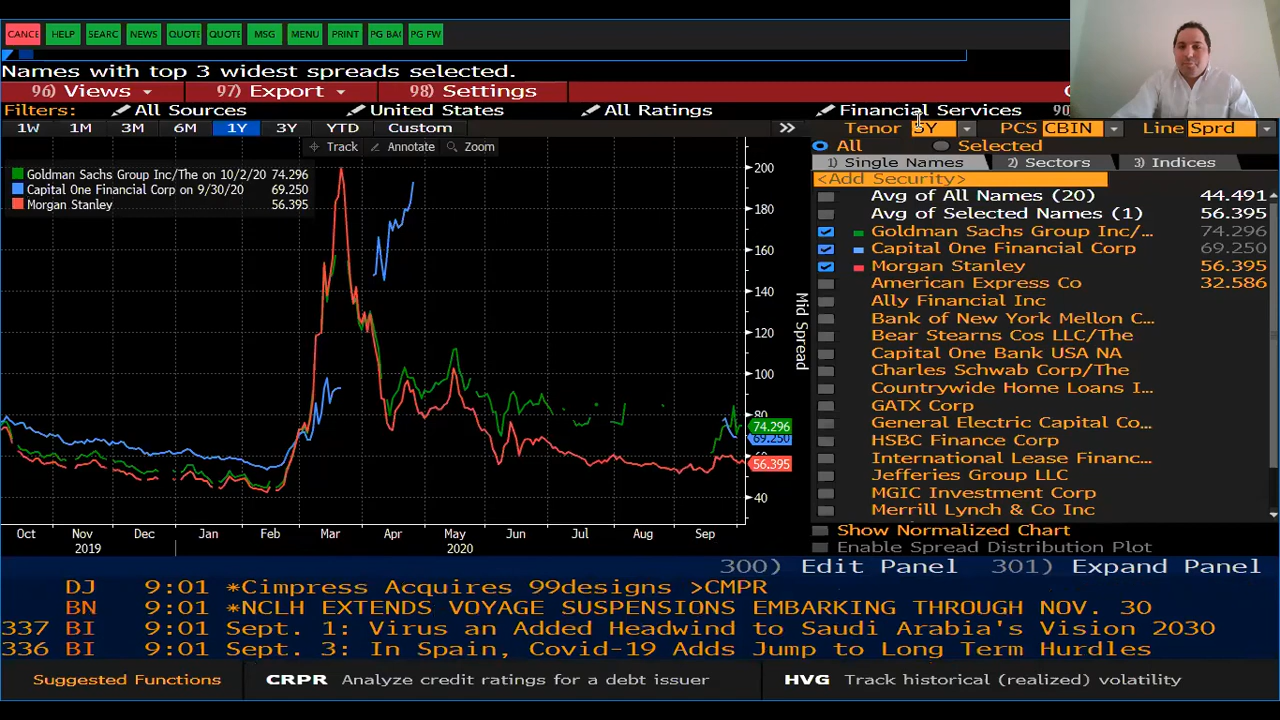 CANCE HELP SEARC NEWS QUOTE QUOTE MSG MENU PRINT PG BAC PG FW
Names with top 3 widest spreads selected.
96) Views 97) Export 98) Settings
Filters: All Sources United States All Ratings Financial Services 90
1W 1M 3M 6M 1Y 3Y YTD Custom » Tenor 5Y PCS CBIN Line Sprd
Track Annotate Zoom
All Selected
1) Single Names 2) Sectors 3) Indices
<Add Security>
Goldman Sachs Group Inc/The on 10/2/20 74.296
Capital One Financial Corp on 9/30/20 69.250
Morgan Stanley 56.395
200
180
160
140
120
100
80
40
Mid Spread
74.296
69.250
56.395
Oct Nov Dec Jan Feb Mar Apr May Jun Jul Aug Sep
2019 2020
Avg of All Names (20) 44.491
Avg of Selected Names (1) 56.395
Goldman Sachs Group Inc/... 74.296
Capital One Financial Corp 69.250
Morgan Stanley 56.395
American Express Co 32.586
Ally Financial Inc
Bank of New York Mellon C...
Bear Stearns Cos LLC/The
Capital One Bank USA NA
Charles Schwab Corp/The
Countrywide Home Loans I...
GATX Corp
General Electric Capital Co...
HSBC Finance Corp
International Lease Financ...
Jefferies Group LLC
MGIC Investment Corp
Merrill Lynch & Co Inc
Show Normalized Chart
Enable Spread Distribution Plot
300) Edit Panel 301) Expand Panel
DJ 9:01 *Cimpress Acquires 99designs >CMPR
BN 9:01 *NCLH EXTENDS VOYAGE SUSPENSIONS EMBARKING THROUGH NOV. 30
337 BI 9:01 Sept. 1: Virus an Added Headwind to Saudi Arabia's Vision 2030
336 BI 9:01 Sept. 3: In Spain, Covid-19 Adds Jump to Long Term Hurdles
Suggested Functions CRPR Analyze credit ratings for a debt issuer HVG Track historical (realized) volatility